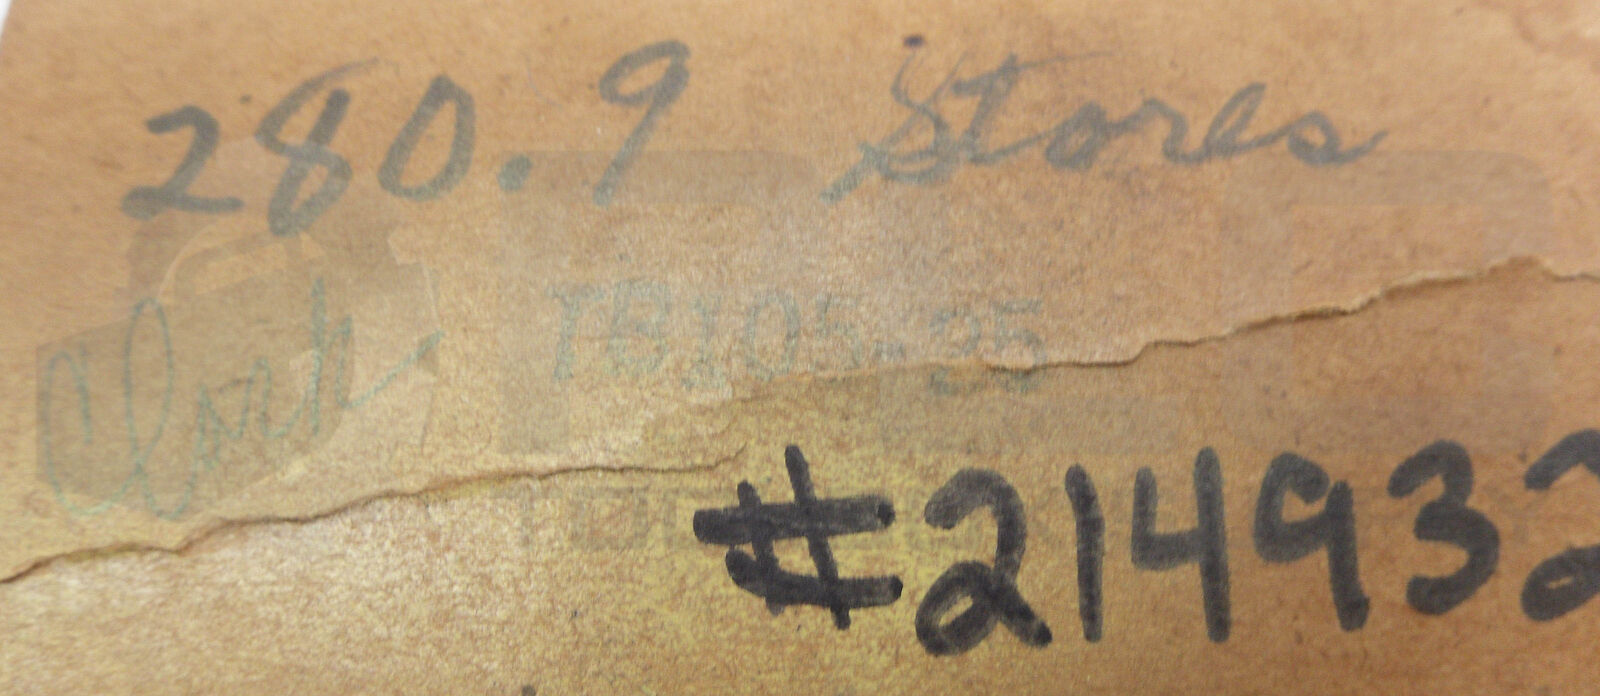 280.9 Stores
Clark
TB105-25
#214932